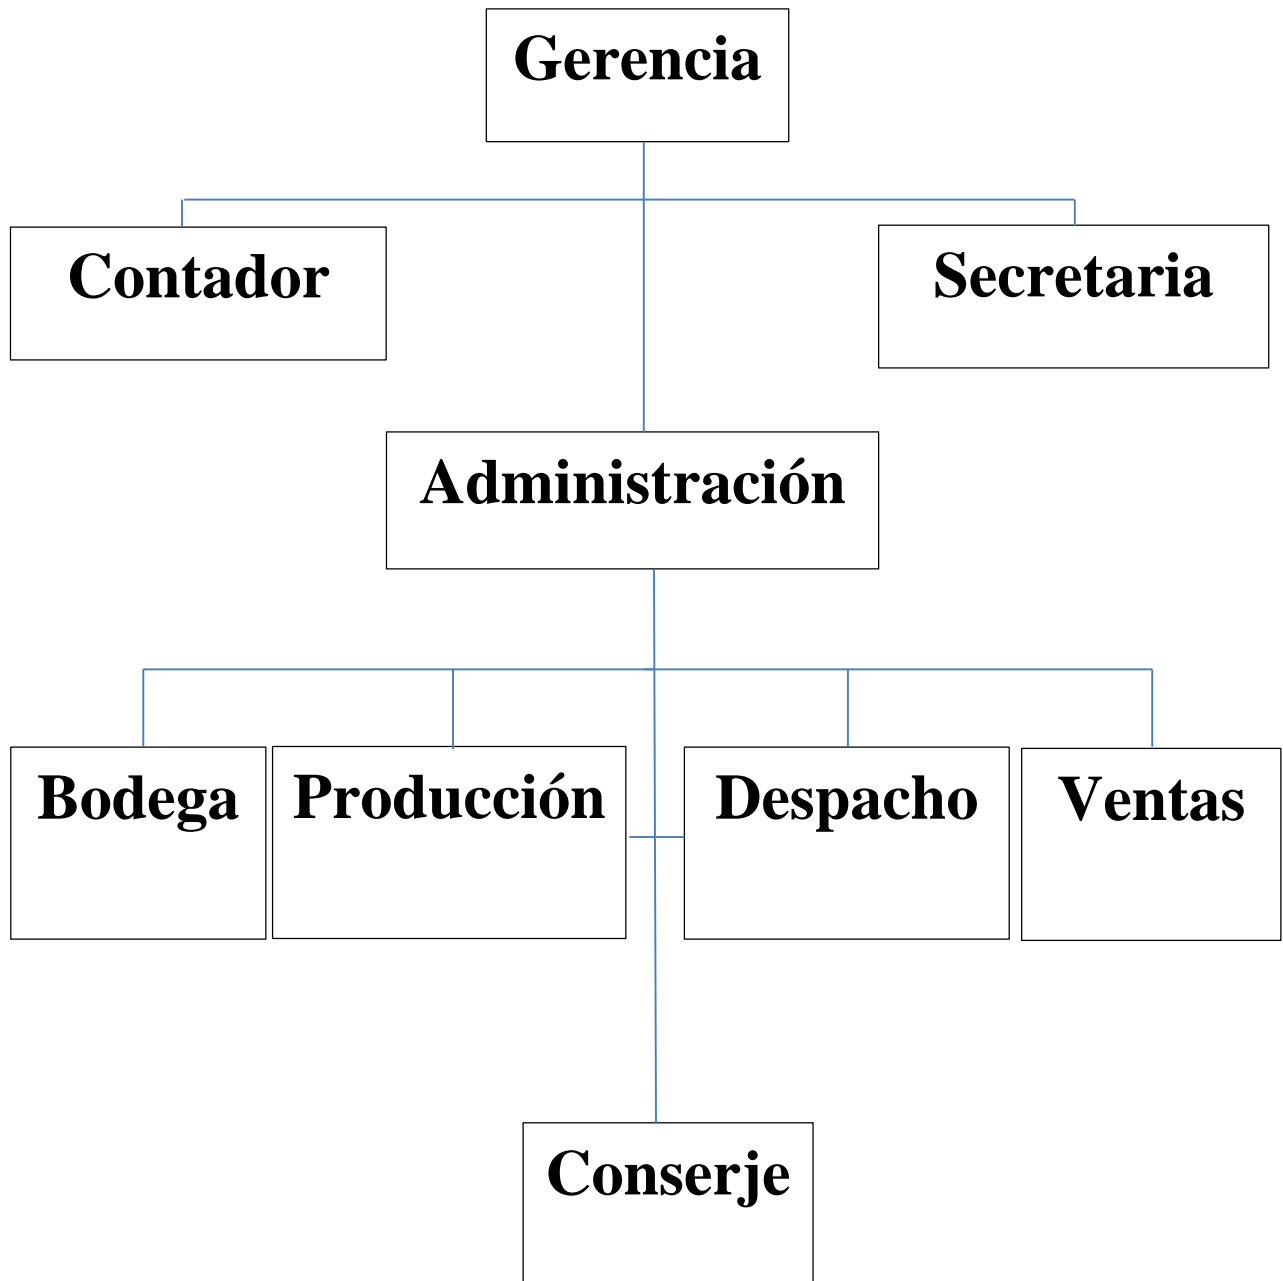 Gerencia
Contador
Secretaria
Administración
Bodega
Producción
Despacho
Ventas
Conserje